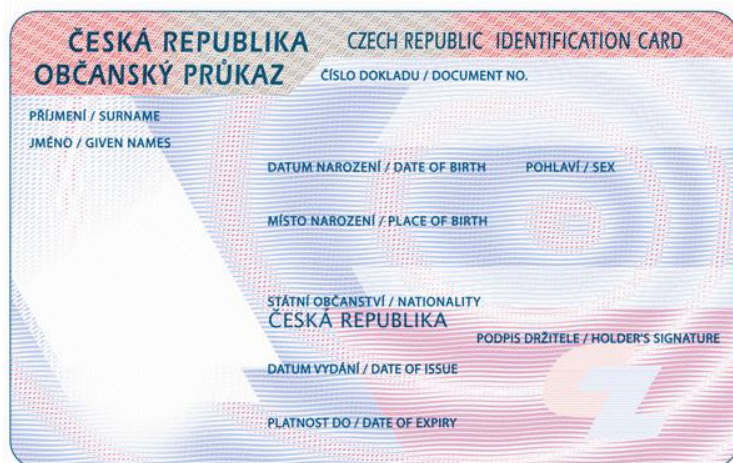 ČESKÁ REPUBLIKA CZECH REPUBLIC IDENTIFICATION CARD
OBČANSKÝ PRŮKAZ ČÍSLO DOKLADU / DOCUMENT NO.
PŘÍJMENÍ / SURNAME
JMÉNO / GIVEN NAMES
DATUM NAROZENÍ / DATE OF BIRTH POHLAVÍ / SEX
MÍSTO NAROZENÍ / PLACE OF BIRTH
STÁTNÍ OBČANSTVÍ / NATIONALITY
ČESKÁ REPUBLIKA
PODPIS DRŽITELE / HOLDER'S SIGNATURE
DATUM VYDÁNÍ / DATE OF ISSUE
PLATNOST DO / DATE OF EXPIRY
CZ